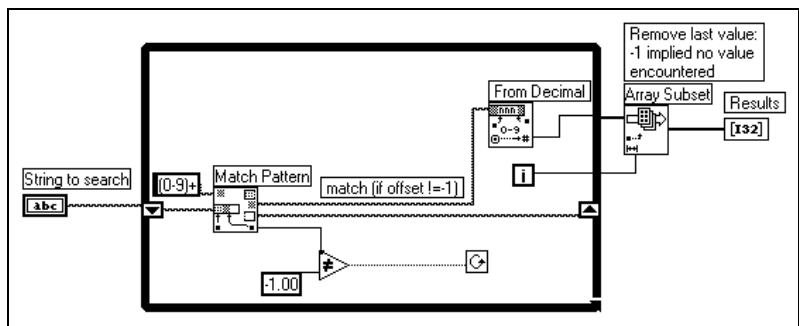 Remove last value:
-1 implied no value
encountered
From Decimal
Array Subset
Results
nnn
0-9
#
[I32]
String to search
(0-9)+
Match Pattern
match (if offset !=-1)
i
abc
≠
-1.00